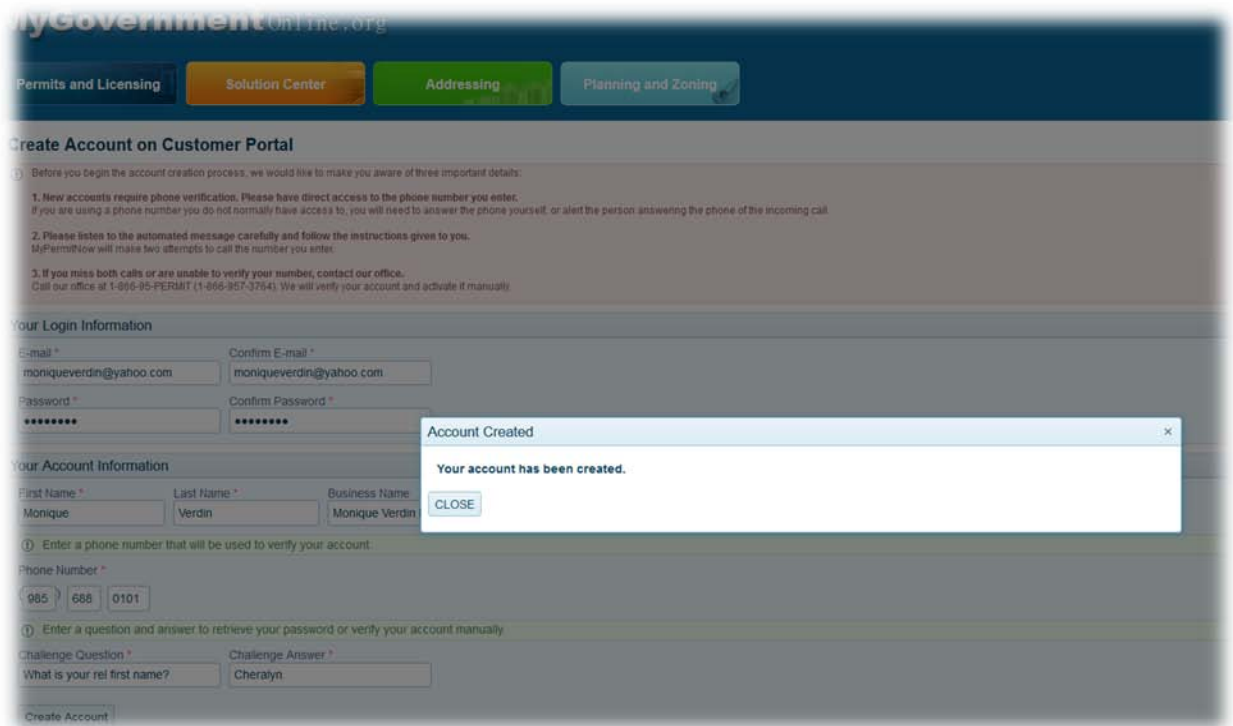 MyGovernmentOnline.org
Permits and Licensing Solution Center Addressing Planning and Zoning
Create Account on Customer Portal
Before you begin the account creation process, we would like to make you aware of three important details:
1. New accounts require phone verification. Please have direct access to the phone number you enter.
If you are using a phone number you do not normally have access to, you will need to answer the phone yourself, or alert the person answering the phone of the incoming call.
2. Please listen to the automated message carefully and follow the instructions given to you.
MyPermitNow will make two attempts to call the number you enter.
3. If you miss both calls or are unable to verify your number, contact our office.
Call our office at 1-866-95-PERMIT (1-866-957-3764). We will verify your account and activate it manually.
Your Login Information
E-mail * Confirm E-mail *
moniqueverdin@yahoo.com moniqueverdin@yahoo.com
Password * Confirm Password *
•••••••• ••••••••
Account Created ×
Your account has been created.
CLOSE
Your Account Information
First Name * Last Name * Business Name
Monique Verdin Monique Verdin
Enter a phone number that will be used to verify your account.
Phone Number *
(985) 688 0101
Enter a question and answer to retrieve your password or verify your account manually.
Challenge Question * Challenge Answer *
What is your rel first name? Cheralyn
Create Account